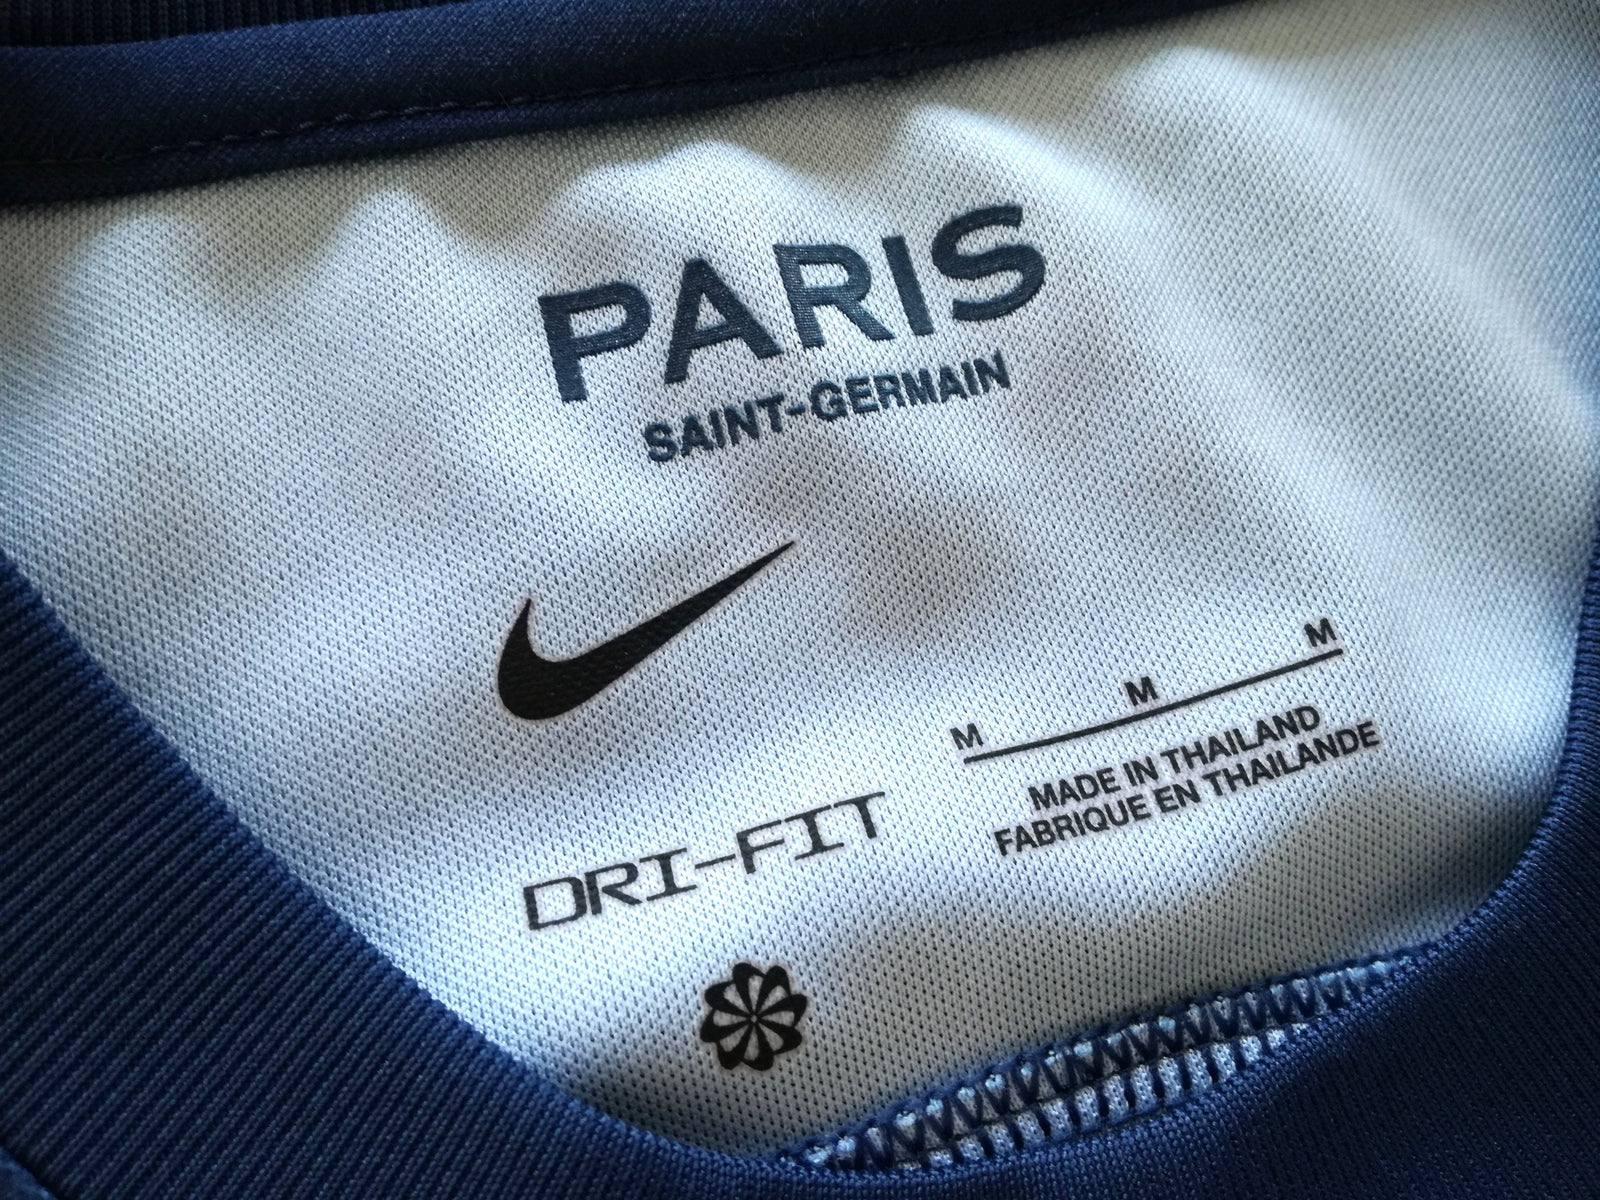 PARIS
SAINT-GERMAIN
M M M
MADE IN THAILAND
FABRIQUE EN THAILANDE
DRI-FIT